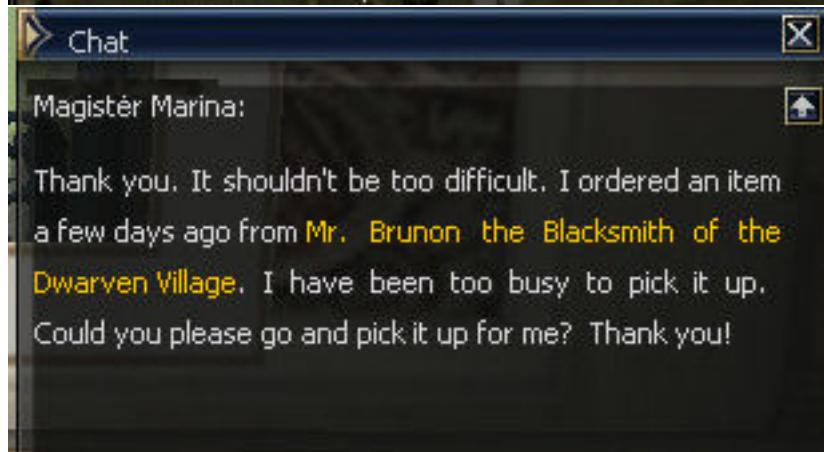 Chat
Magistér Marina:
Thank you. It shouldn't be too difficult. I ordered an item
a few days ago from Mr. Brunon the Blacksmith of the
Dwarven Village. I have been too busy to pick it up.
Could you please go and pick it up for me? Thank you!